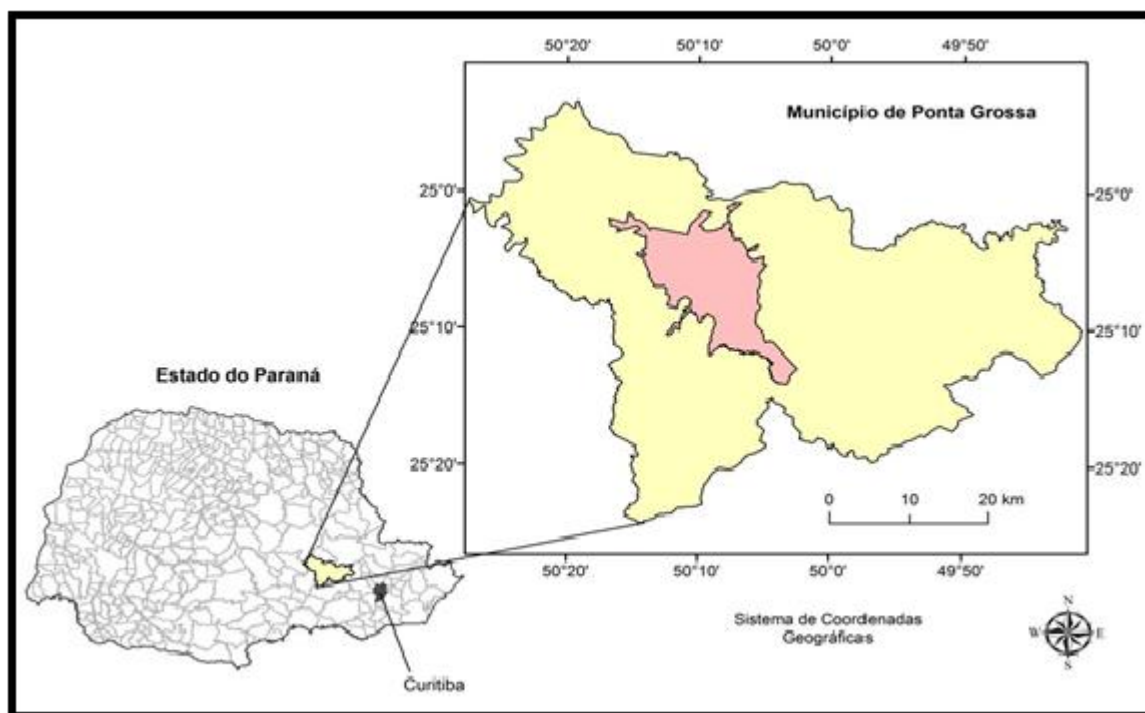 50°20' 50°10' 50°0' 49°50'
Município de Ponta Grossa
25°0' 25°0'
25°10' 25°10'
Estado do Paraná
25°20' 25°20'
0 10 20 km
50°20' 50°10' 50°0' 49°50'
Sistema de Coordenadas
Geográficas
N
W E
S
Curitiba